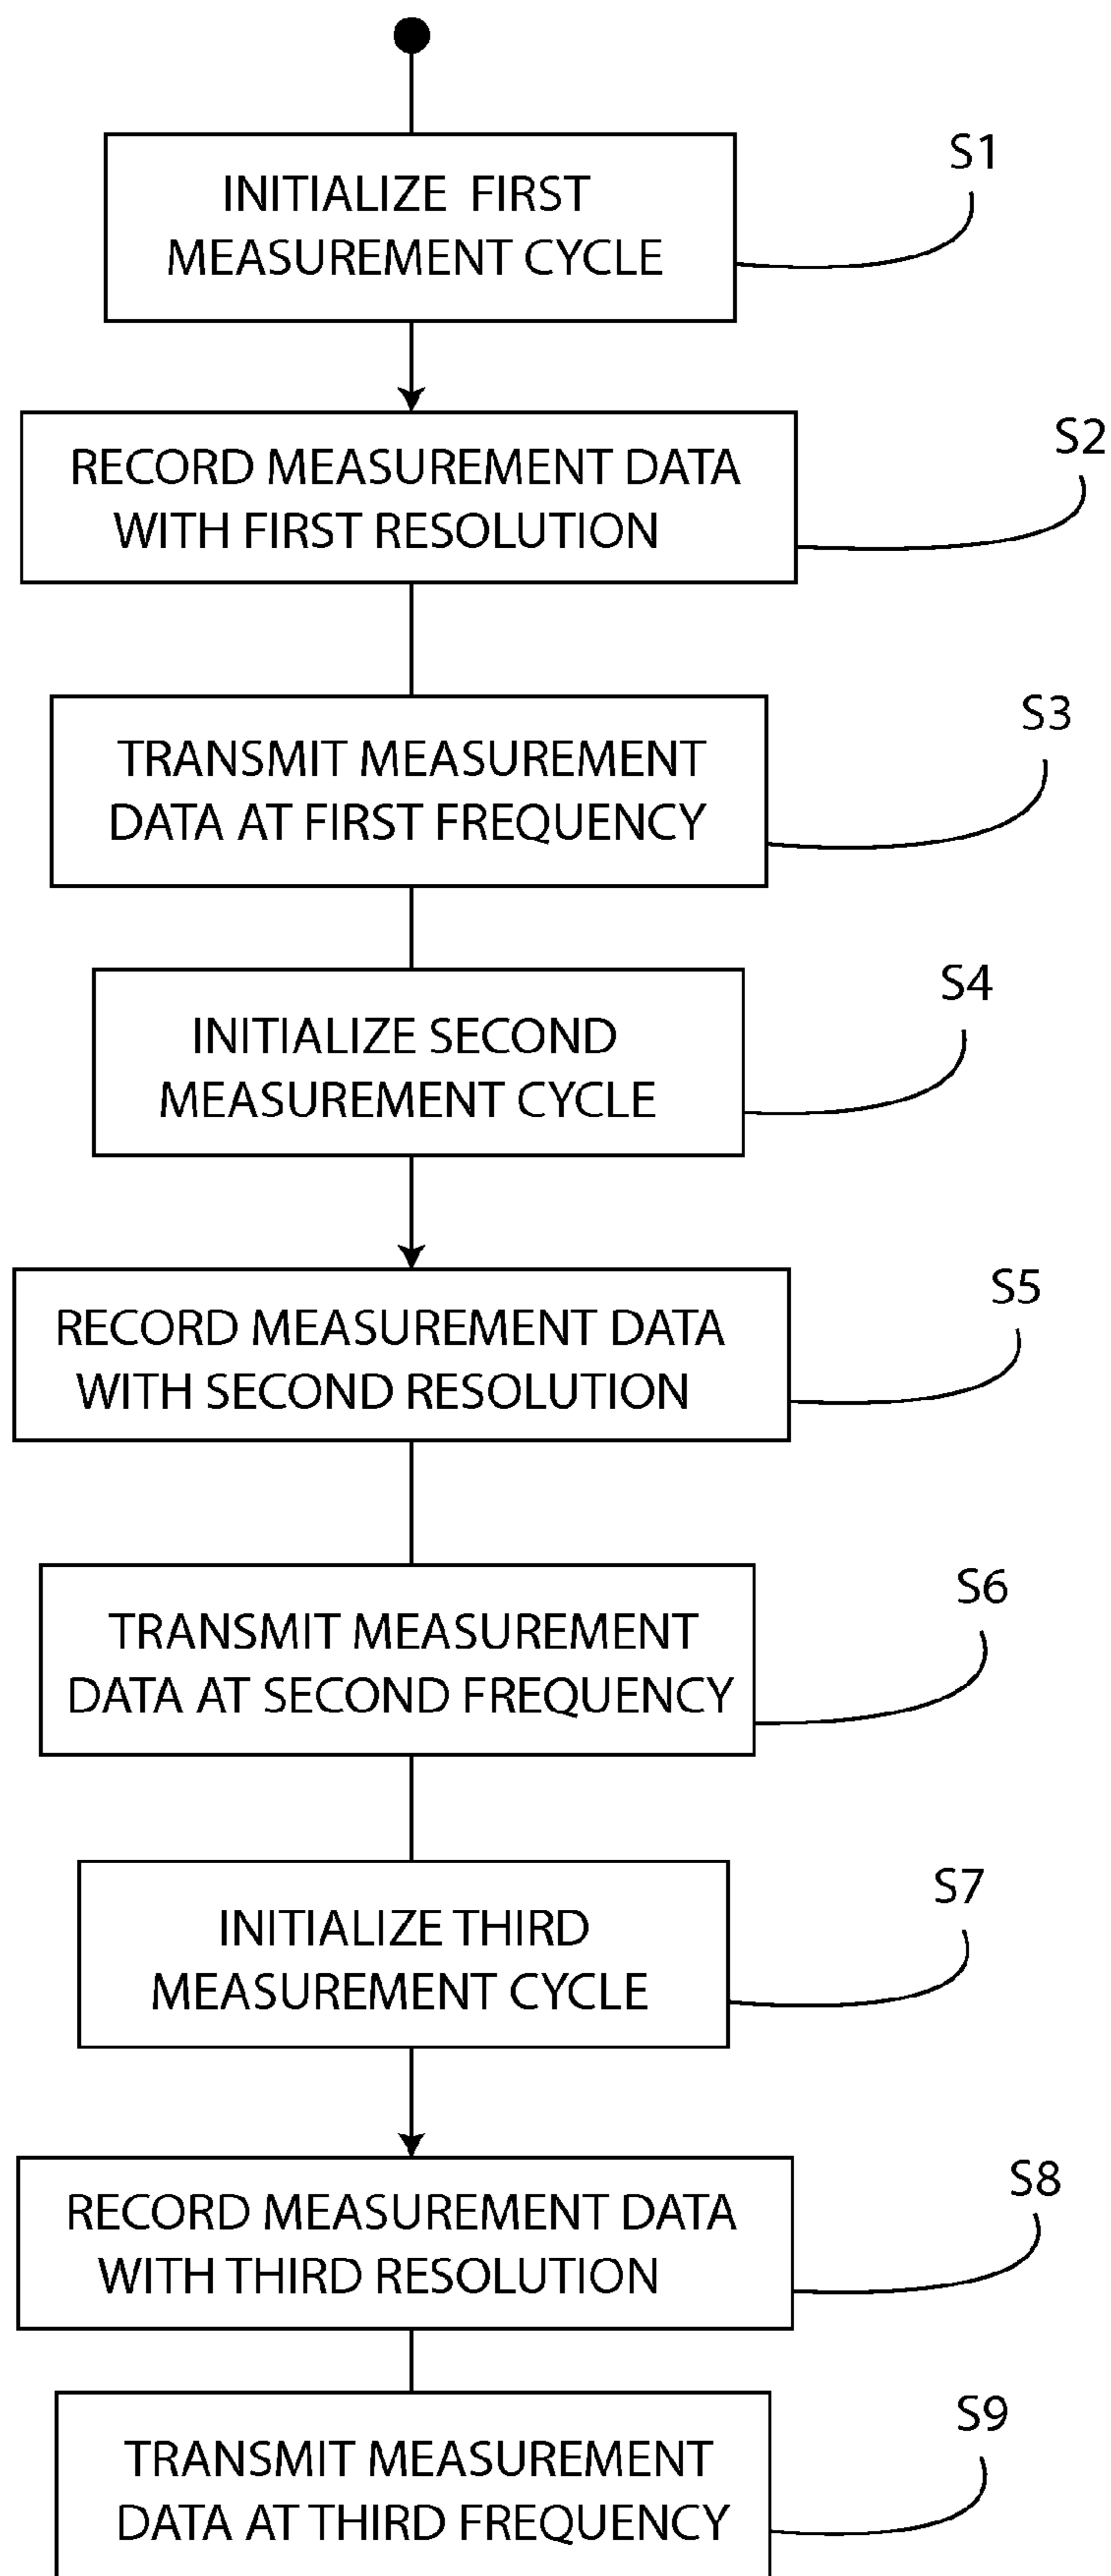 INITIALIZE FIRST
MEASUREMENT CYCLE
S1
RECORD MEASUREMENT DATA
WITH FIRST RESOLUTION
S2
TRANSMIT MEASUREMENT
DATA AT FIRST FREQUENCY
S3
INITIALIZE SECOND
MEASUREMENT CYCLE
S4
RECORD MEASUREMENT DATA
WITH SECOND RESOLUTION
S5
TRANSMIT MEASUREMENT
DATA AT SECOND FREQUENCY
S6
INITIALIZE THIRD
MEASUREMENT CYCLE
S7
RECORD MEASUREMENT DATA
WITH THIRD RESOLUTION
S8
TRANSMIT MEASUREMENT
DATA AT THIRD FREQUENCY
S9